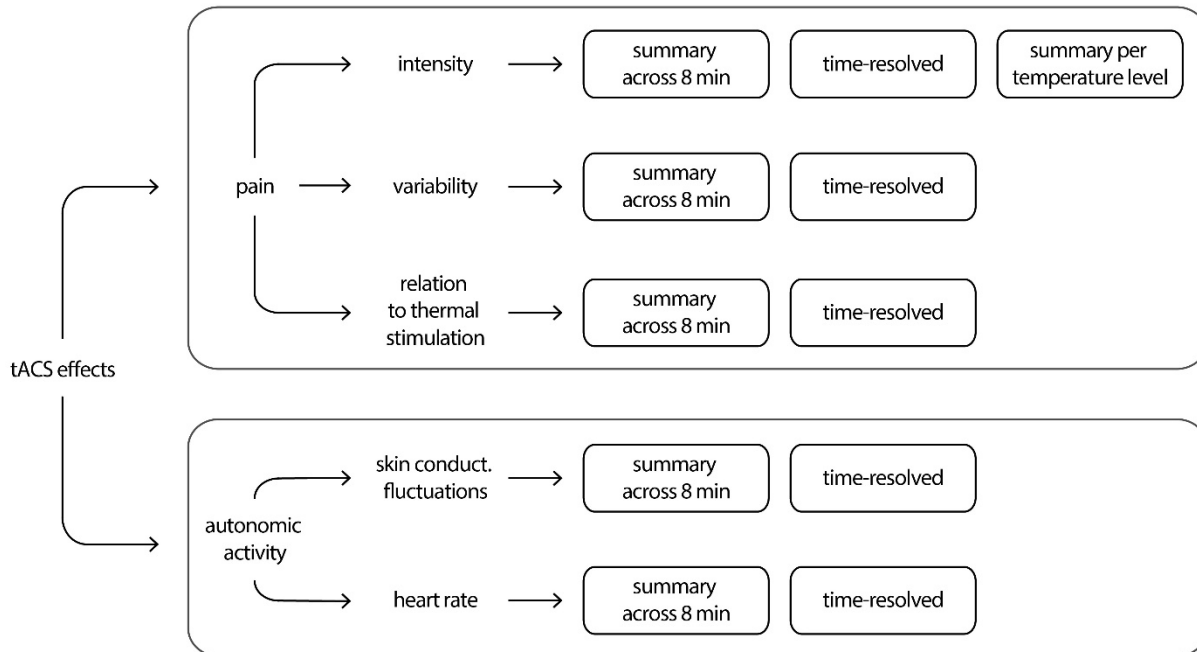 intensity
summary
across 8 min
time-resolved
summary per
temperature level
pain
variability
summary
across 8 min
time-resolved
relation
to thermal
stimulation
summary
across 8 min
time-resolved
tACS effects
skin conduct.
fluctuations
summary
across 8 min
time-resolved
autonomic
activity
heart rate
summary
across 8 min
time-resolved